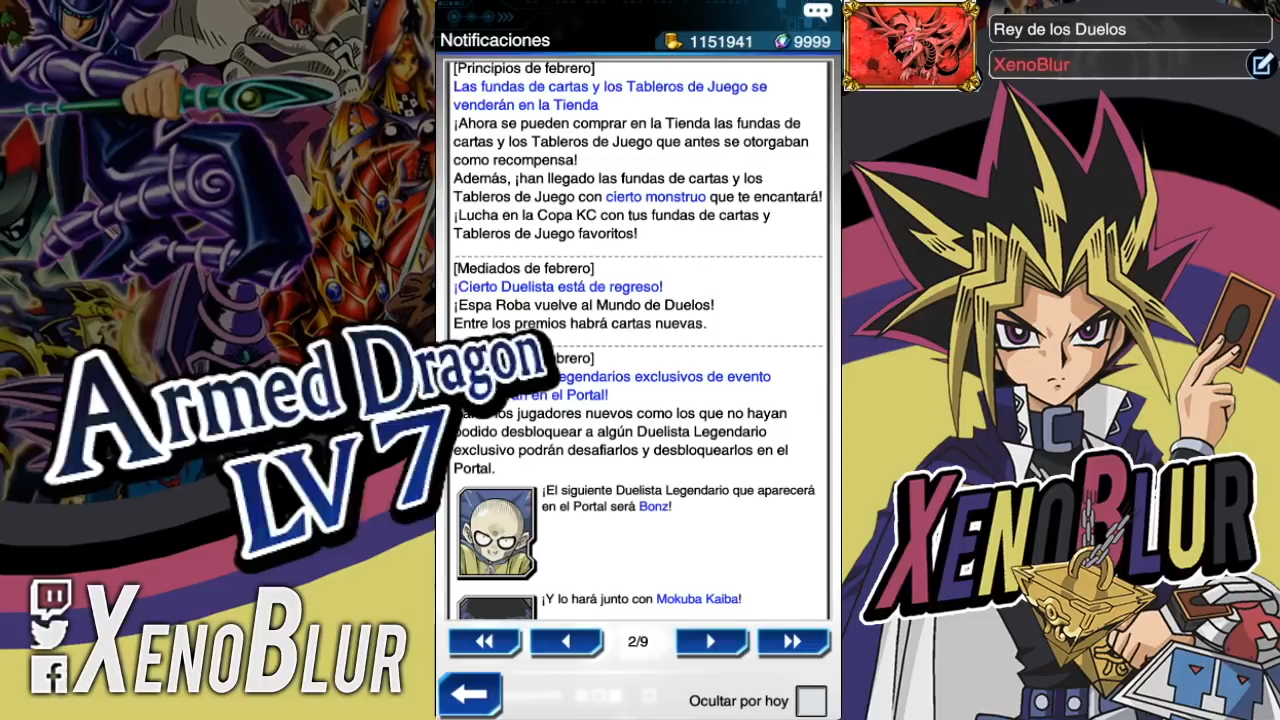 Notificaciones
1151941
9999
[Principios de febrero]
Las fundas de cartas y los Tableros de Juego se
venderán en la Tienda
¡Ahora se pueden comprar en la Tienda las fundas de
cartas y los Tableros de Juego que antes se otorgaban
como recompensa!
Además, ¡han llegado las fundas de cartas y los
Tableros de Juego con cierto monstruo que te encantará!
¡Lucha en la Copa KC con tus fundas de cartas y
Tableros de Juego favoritos!
[Mediados de febrero]
¡Cierto Duelista está de regreso!
¡Espa Roba vuelve al Mundo de Duelos!
Entre los premios habrá cartas nuevas.
brero]
egendarios exclusivos de evento
en el Portal!
los jugadores nuevos como los que no hayan
podido desbloquear a algún Duelista Legendario
exclusivo podrán desafiarlos y desbloquearlos en el
Portal.
¡El siguiente Duelista Legendario que aparecerá
en el Portal será Bonz!
¡Y lo hará junto con Mokuba Kaiba!
2/9
Ocultar por hoy
Armed Dragon
LV 7
XenoBlur
Rey de los Duelos
XenoBlur
XENOBLUR